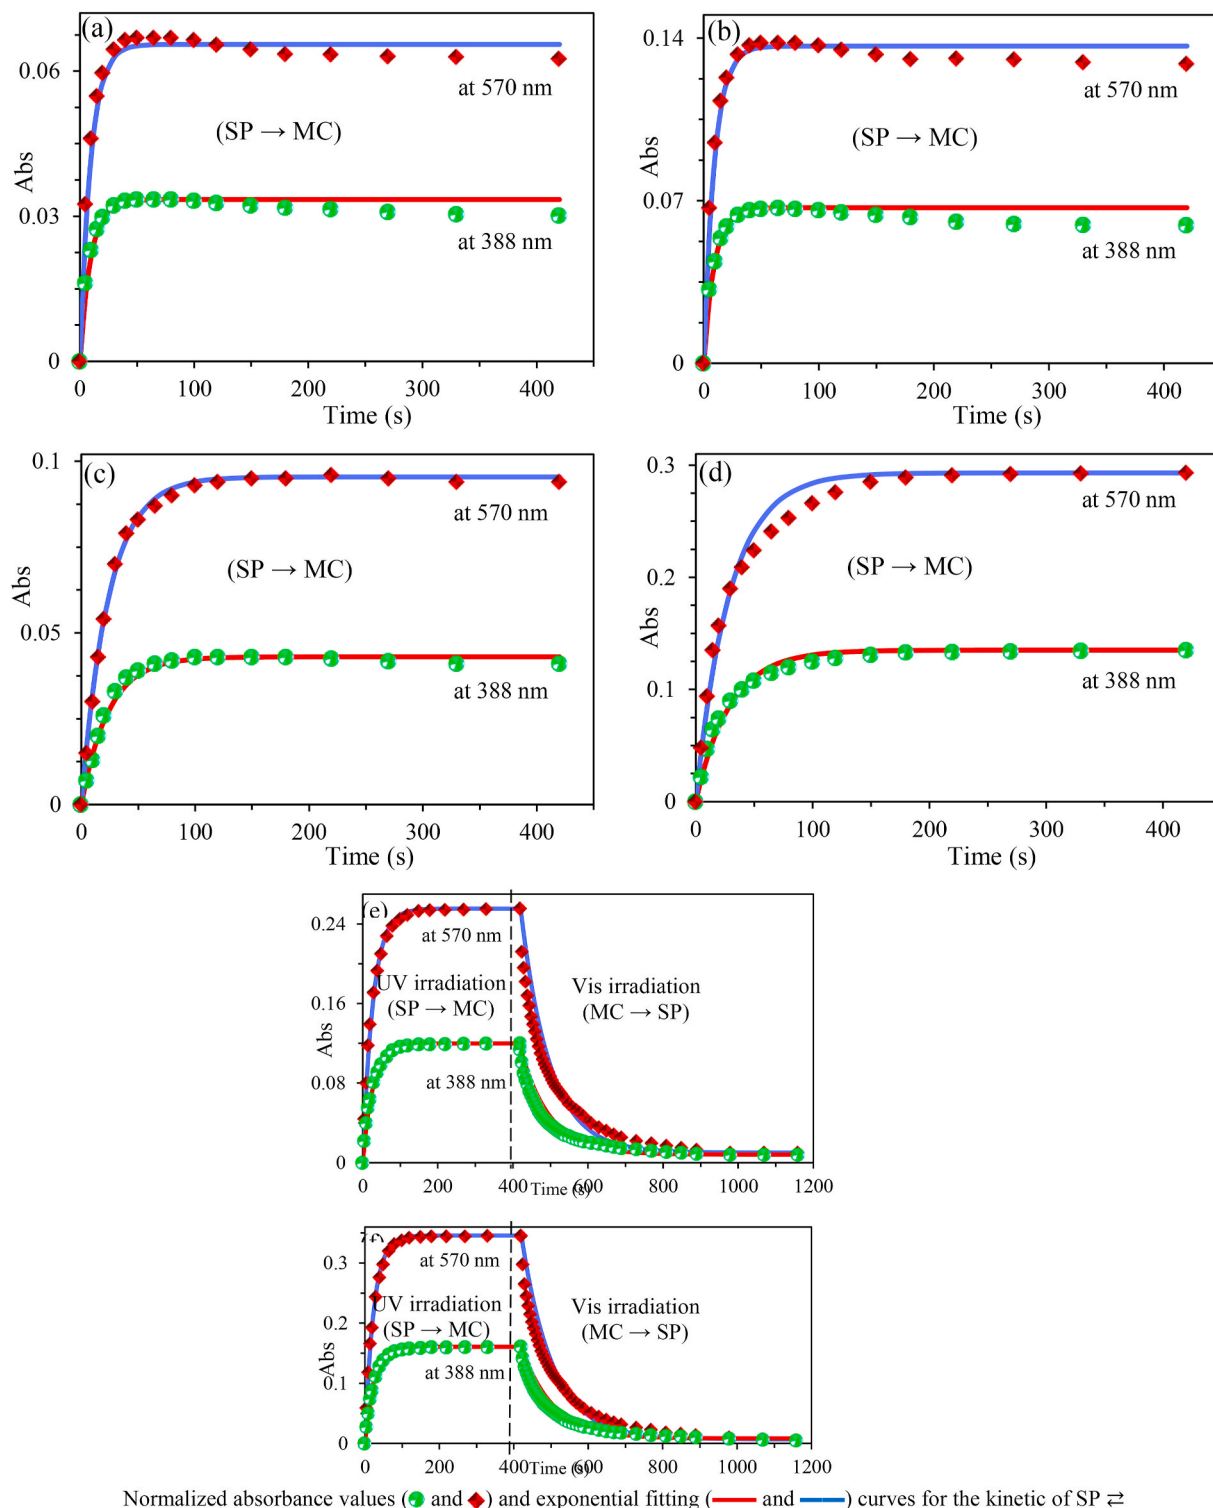 (a)
0.06
0.03
0
Abs
at 570 nm
(SP → MC)
at 388 nm
0 100 200 300 400
Time (s)
(b)
0.14
0.07
0
Abs
at 570 nm
(SP → MC)
at 388 nm
0 100 200 300 400
Time (s)
(c)
0.1
0.05
0
Abs
at 570 nm
(SP → MC)
at 388 nm
0 100 200 300 400
Time (s)
(d)
0.3
0.2
0.1
0
Abs
at 570 nm
(SP → MC)
at 388 nm
0 100 200 300 400
Time (s)
(e)
0.24
0.16
0.08
0
Abs
at 570 nm
UV irradiation
(SP → MC)
at 388 nm
Vis irradiation
(MC → SP)
0 200 400 600 800 1000 1200
Time (s)
0.3
0.2
0.1
0
Abs
at 570 nm
UV irradiation
(SP → MC)
at 388 nm
Vis irradiation
(MC → SP)
0 200 400 600 800 1000 1200
Time (s)
Normalized absorbance values ( and ) and exponential fitting ( and ) curves for the kinetic of SP ⇄